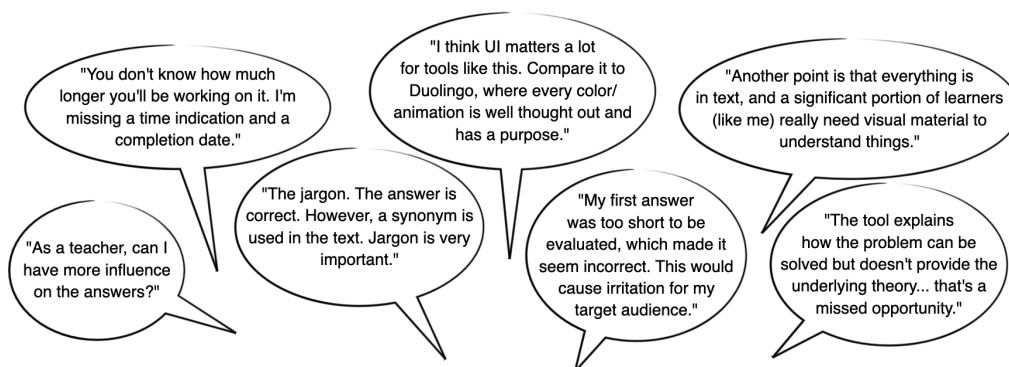 "You don't know how much
longer you'll be working on it. I'm
missing a time indication and a
completion date."
"I think UI matters a lot
for tools like this. Compare it to
Duolingo, where every color/
animation is well thought out and
has a purpose."
"Another point is that everything is
in text, and a significant portion of learners
(like me) really need visual material to
understand things."
"As a teacher, can I
have more influence
on the answers?"
"The jargon. The answer is
correct. However, a synonym is
used in the text. Jargon is very
important."
"My first answer
was too short to be
evaluated, which made it
seem incorrect. This would
cause irritation for my
target audience."
"The tool explains
how the problem can be
solved but doesn't provide the
underlying theory... that's a
missed opportunity."